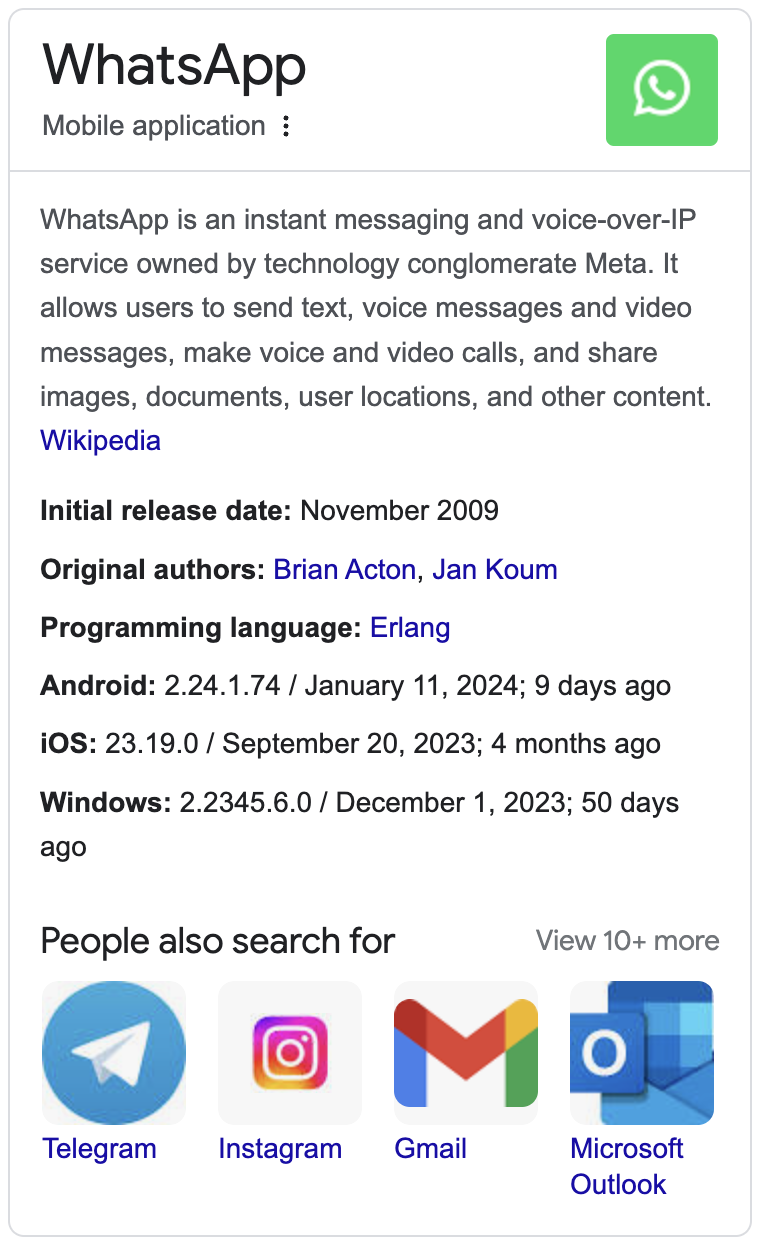 WhatsApp
Mobile application
WhatsApp is an instant messaging and voice-over-IP
service owned by technology conglomerate Meta. It
allows users to send text, voice messages and video
messages, make voice and video calls, and share
images, documents, user locations, and other content.
Wikipedia
Initial release date: November 2009
Original authors: Brian Acton, Jan Koum
Programming language: Erlang
Android: 2.24.1.74 / January 11, 2024; 9 days ago
iOS: 23.19.0 / September 20, 2023; 4 months ago
Windows: 2.2345.6.0 / December 1, 2023; 50 days
ago
People also search for
View 10+ more
Telegram
Instagram
Gmail
Microsoft
Outlook